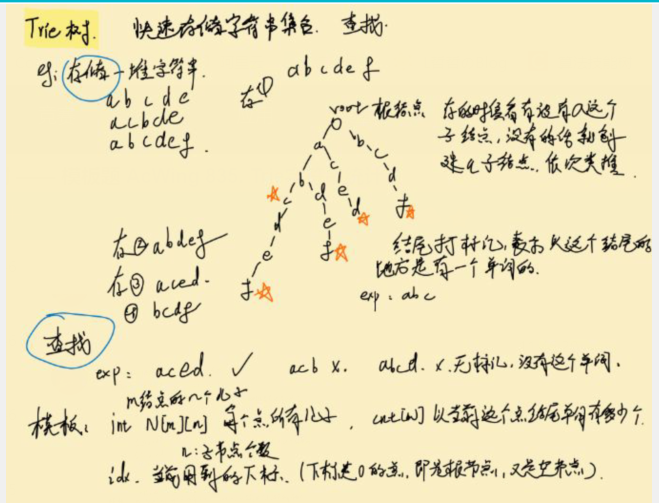 Trie树. 快速存储字符串集合. 查找.
eg: 存储一堆字符串.
abcde
acbde
abcdef.
存① abcdef
root 根结点
存的时候看有没有a这个
子结点, 没有的话就创
建a子结点. 依次类推
a b
b c c
c d e d
d e d f
e f
f
结尾打标记, 表示以这个结尾的
地方是有一个单词的.
exp: abc
存② abdef
存③ aced.
④ bcdf
查找
exp: aced. ✓ acb x. abcd. x. 无标记, 没有这个单词.
m结点的n个儿子
模板: int N[m][n] 每个点所有儿子, cnt[N] 以当前这个点结尾单词有多少个.
n: 子节点个数
idx. 当前用到的下标. (下标是0的点, 即是根节点, 又是空节点).